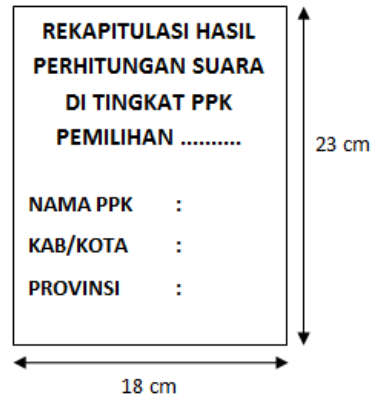 REKAPITULASI HASIL
PERHITUNGAN SUARA
DI TINGKAT PPK
PEMILIHAN ..........
23 cm
NAMA PPK :
KAB/KOTA :
PROVINSI :
18 cm